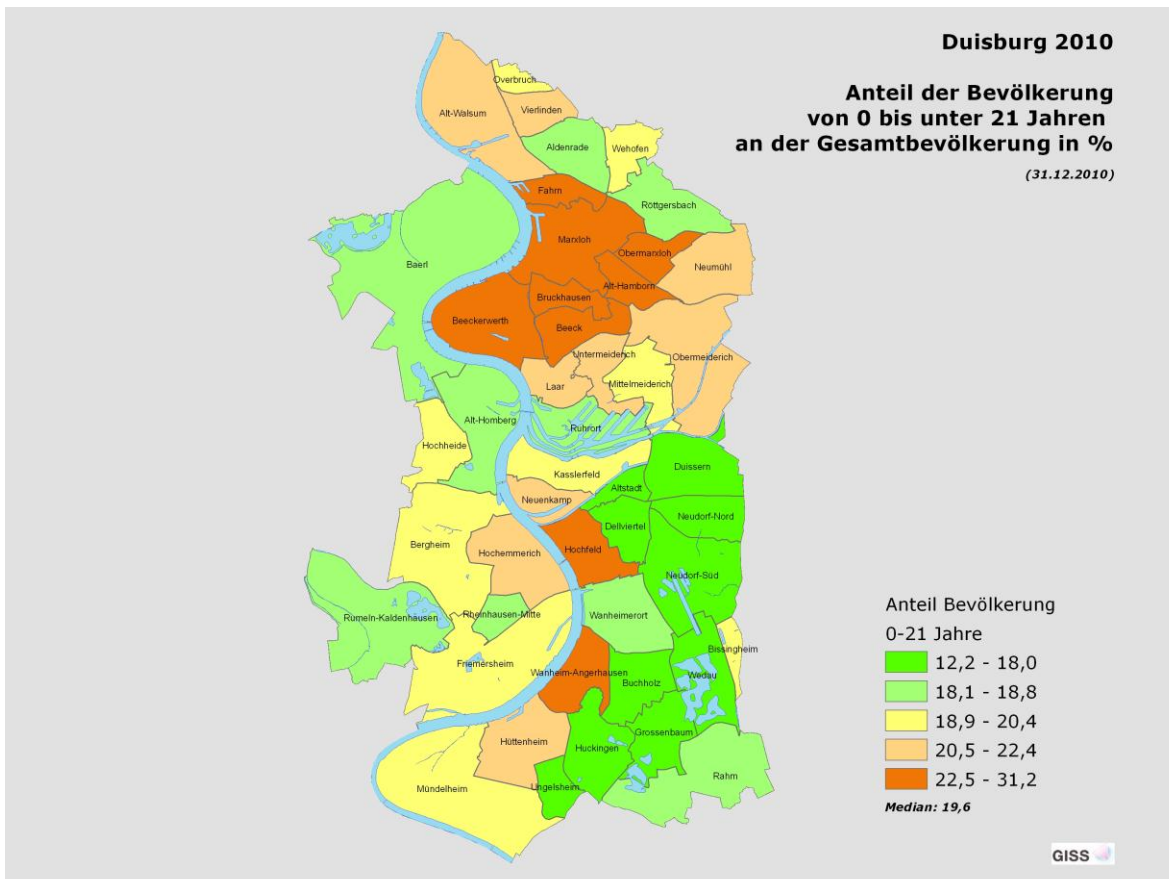 Duisburg 2010
Anteil der Bevölkerung
von 0 bis unter 21 Jahren
an der Gesamtbevölkerung in %
(31.12.2010)
Overbruch
Alt-Walsum
Vierlinden
Aldenrade
Wehofen
Fahrn
Röttgersbach
Marxloh
Obermarxloh
Baerl
Neumühl
Alt-Hamborn
Bruckhausen
Beeckerwerth
Beeck
Untermeiderich
Obermeiderich
Laar
Mittelmeiderich
Alt-Homberg
Ruhrort
Hochheide
Duissern
Kasslerfeld
Altstadt
Neuenkamp
Neudorf-Nord
Dellviertel
Bergheim
Hochemmerich
Hochfeld
Neudorf-Süd
Rumeln-Kaldenhausen
Rheinhausen-Mitte
Wanheimerort
Bissingheim
Friemersheim
Wanheim-Angerhausen
Buchholz
Wedau
Grossenbaum
Hüttenheim
Huckingen
Rahm
Mündelheim
Ungelsheim
Anteil Bevölkerung
0-21 Jahre
12,2 - 18,0
18,1 - 18,8
18,9 - 20,4
20,5 - 22,4
22,5 - 31,2
Median: 19,6
GISS